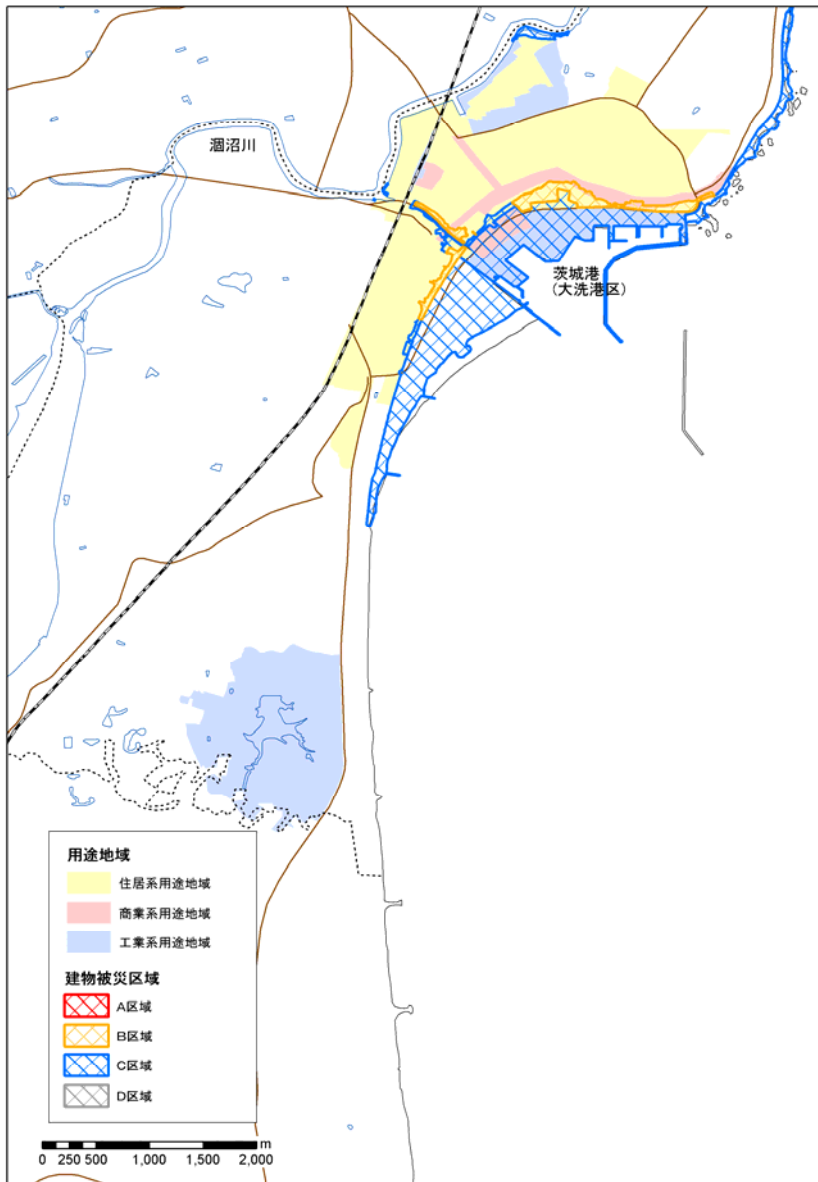 涸沼川
茨城港
(大洗港区)
用途地域
住居系用途地域
商業系用途地域
工業系用途地域
建物被災区域
A区域
B区域
C区域
D区域
m
0 250 500 1,000 1,500 2,000